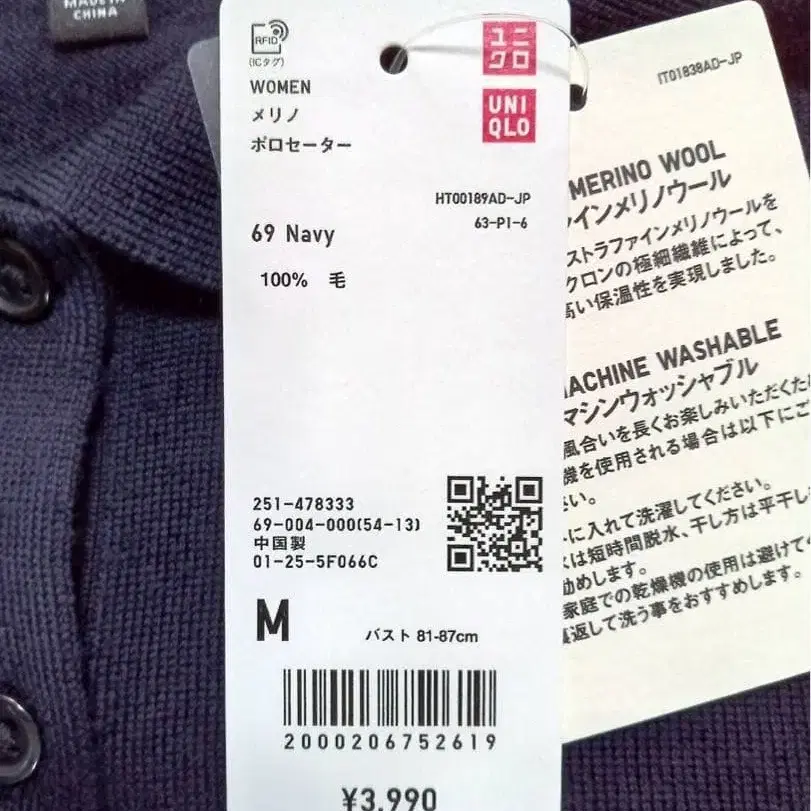 CHINA
RFID
(ICタグ)
ユニ
クロ
WOMEN
メリノ
ポロセーター
UNI
QLO
HT00189AD-JP
63-P1-6
69 Navy
100% 毛
251-478333
69-004-000(54-13)
中国製
01-25-5F066C
M
バスト 81-87cm
2000206752619
¥3,990
IT01838AD-JP
MERINO WOOL
ァインメリノウール
ストラファインメリノウールを
クロンの極細繊維によって、
高い保温性を実現しました。
MACHINE WASHABLE
マシンウォッシャブル
風合いを長くお楽しみいただくため
機を使用される場合は以下にご
さい。
に入れて洗濯してください。
は短時間脱水、干し方は平干し
勧めします。
家庭での乾燥機の使用は避けて
裏返して洗う事をおすすめします。